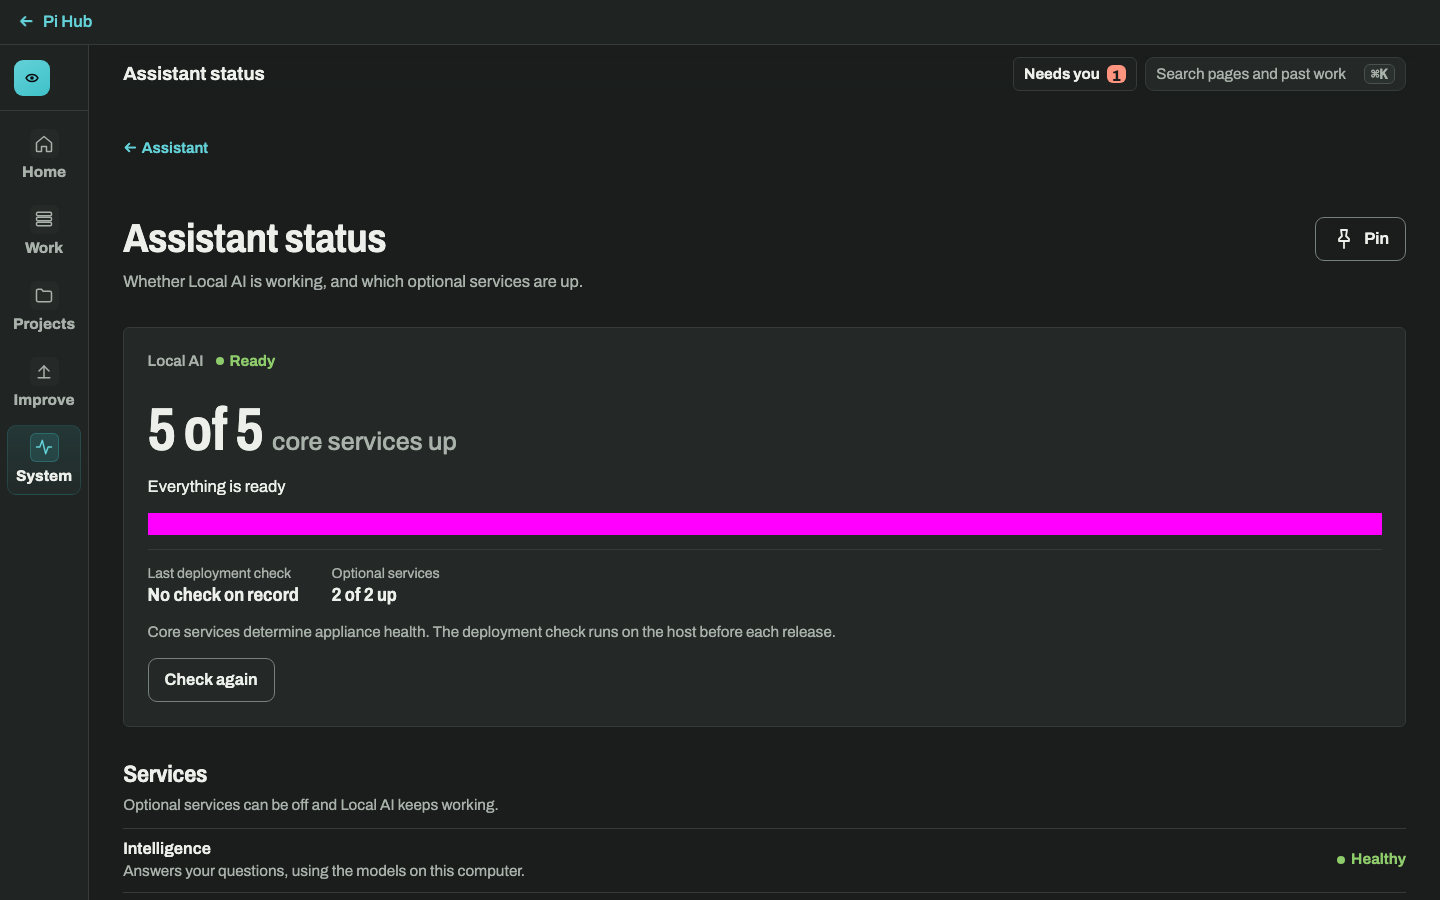 Pi Hub
Assistant status
Needs you 1
Search pages and past work ⌘K
Home
Work
Projects
Improve
System
Assistant
Assistant status
Pin
Whether Local AI is working, and which optional services are up.
Local AI Ready
5 of 5 core services up
Everything is ready
Last deployment check
No check on record
Optional services
2 of 2 up
Core services determine appliance health. The deployment check runs on the host before each release.
Check again
Services
Optional services can be off and Local AI keeps working.
Intelligence
Answers your questions, using the models on this computer.
Healthy